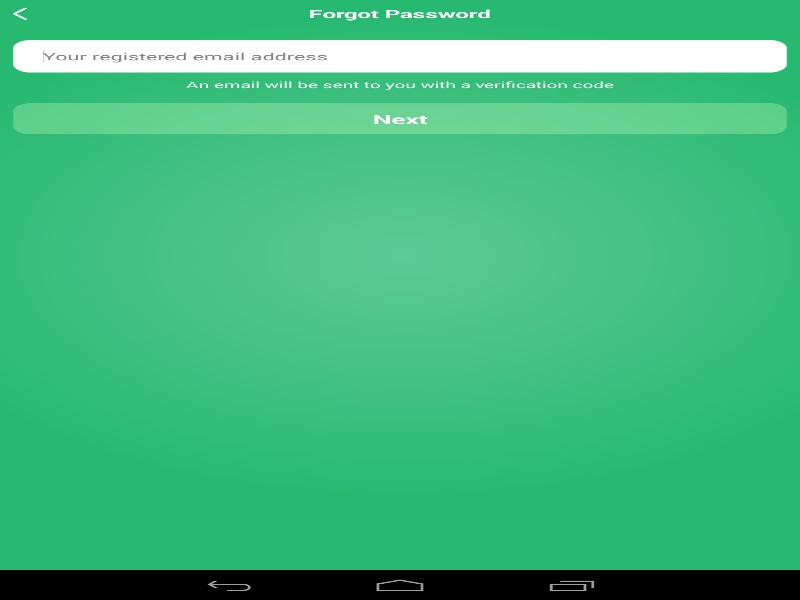 Forgot Password
Your registered email address
An email will be sent to you with a verification code
Next